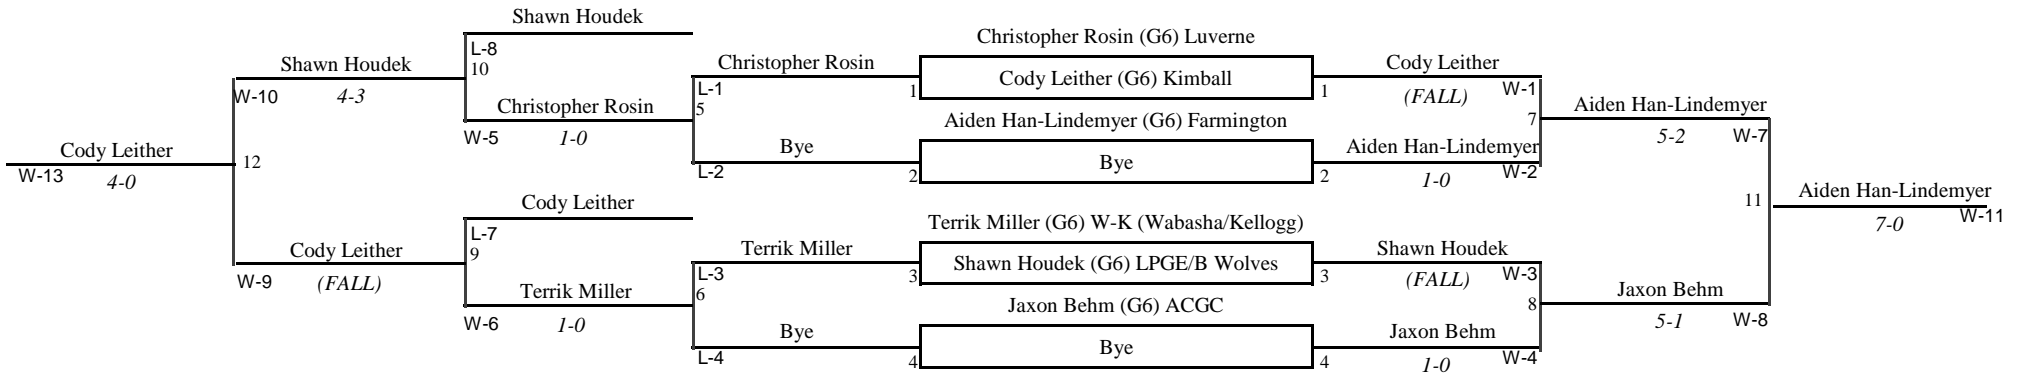 Shawn Houdek
L-8
10
Shawn Houdek
W-10
4-3
Christopher Rosin
W-5
1-0
Cody Leither
W-13
4-0
12
Cody Leither
L-7
9
Cody Leither
W-9
(FALL)
Terrik Miller
W-6
1-0
Christopher Rosin
L-1
5
Bye
L-2
Terrik Miller
L-3
6
Bye
L-4
Christopher Rosin (G6) Luverne
1 Cody Leither (G6) Kimball 1
Aiden Han-Lindemyer (G6) Farmington
2 Bye 2
Terrik Miller (G6) W-K (Wabasha/Kellogg)
3 Shawn Houdek (G6) LPGE/B Wolves 3
Jaxon Behm (G6) ACGC
4 Bye 4
Cody Leither
(FALL)
W-1
7
Aiden Han-Lindemyer
1-0
W-2
Shawn Houdek
(FALL)
W-3
8
Jaxon Behm
1-0
W-4
Aiden Han-Lindemyer
5-2
W-7
11
Jaxon Behm
5-1
W-8
Aiden Han-Lindemyer
7-0
W-11